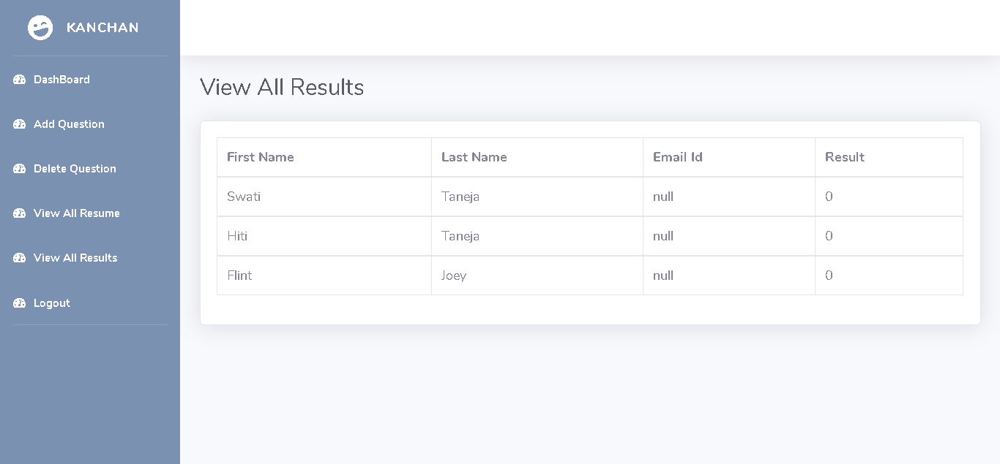 KANCHAN
DashBoard
Add Question
Delete Question
View All Resume
View All Results
Logout
View All Results
First Name Last Name Email Id Result
Swati Taneja null 0
Hiti Taneja null 0
Flint Joey null 0